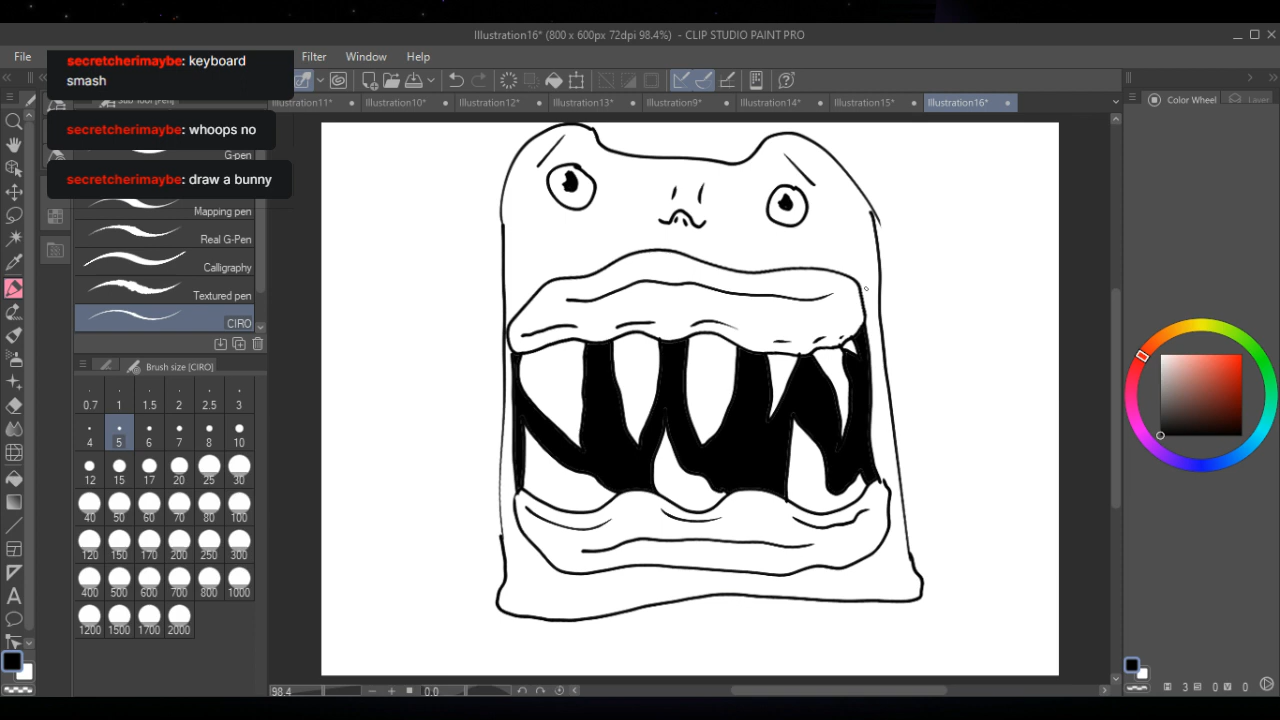 Illustration16* (800 x 600px 72dpi 98.4%) - CLIP STUDIO PAINT PRO
File
Filter
Window
Help
secretcherimaybe: keyboard
smash
secretcherimaybe: whoops no
secretcherimaybe: draw a bunny
Illustration11*
Illustration10*
Illustration12*
Illustration13*
Illustration9*
Illustration14*
Illustration15*
Illustration16*
Color Wheel
Layer
G-pen
Mapping pen
Real G-Pen
Calligraphy
Textured pen
CIRO
Brush size [CIRO]
0.7 1 1.5 2 2.5 3
4 5 6 7 8 10
12 15 17 20 25 30
40 50 60 70 80 100
120 150 170 200 250 300
400 500 600 700 800 1000
1200 1500 1700 2000
98.4
0.0
3 0 0